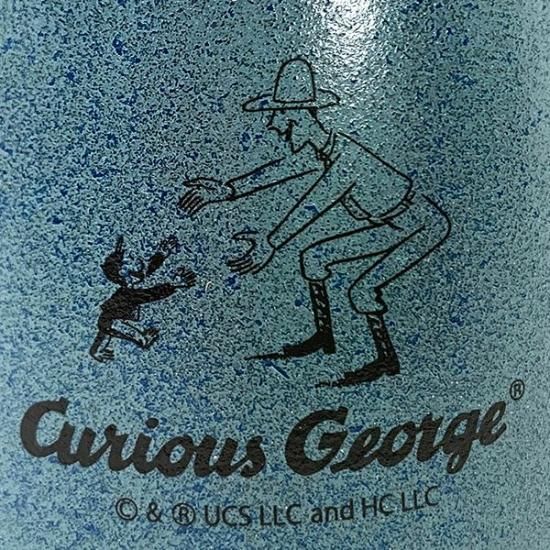 Curious George®
© & ® UCS LLC and HC LLC